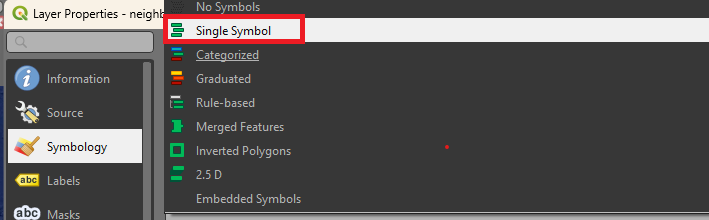 Layer Properties - neighb
No Symbols
Single Symbol
Categorized
Graduated
Rule-based
Merged Features
Inverted Polygons
2.5 D
Embedded Symbols
Information
Source
Symbology
abc Labels
abc Masks